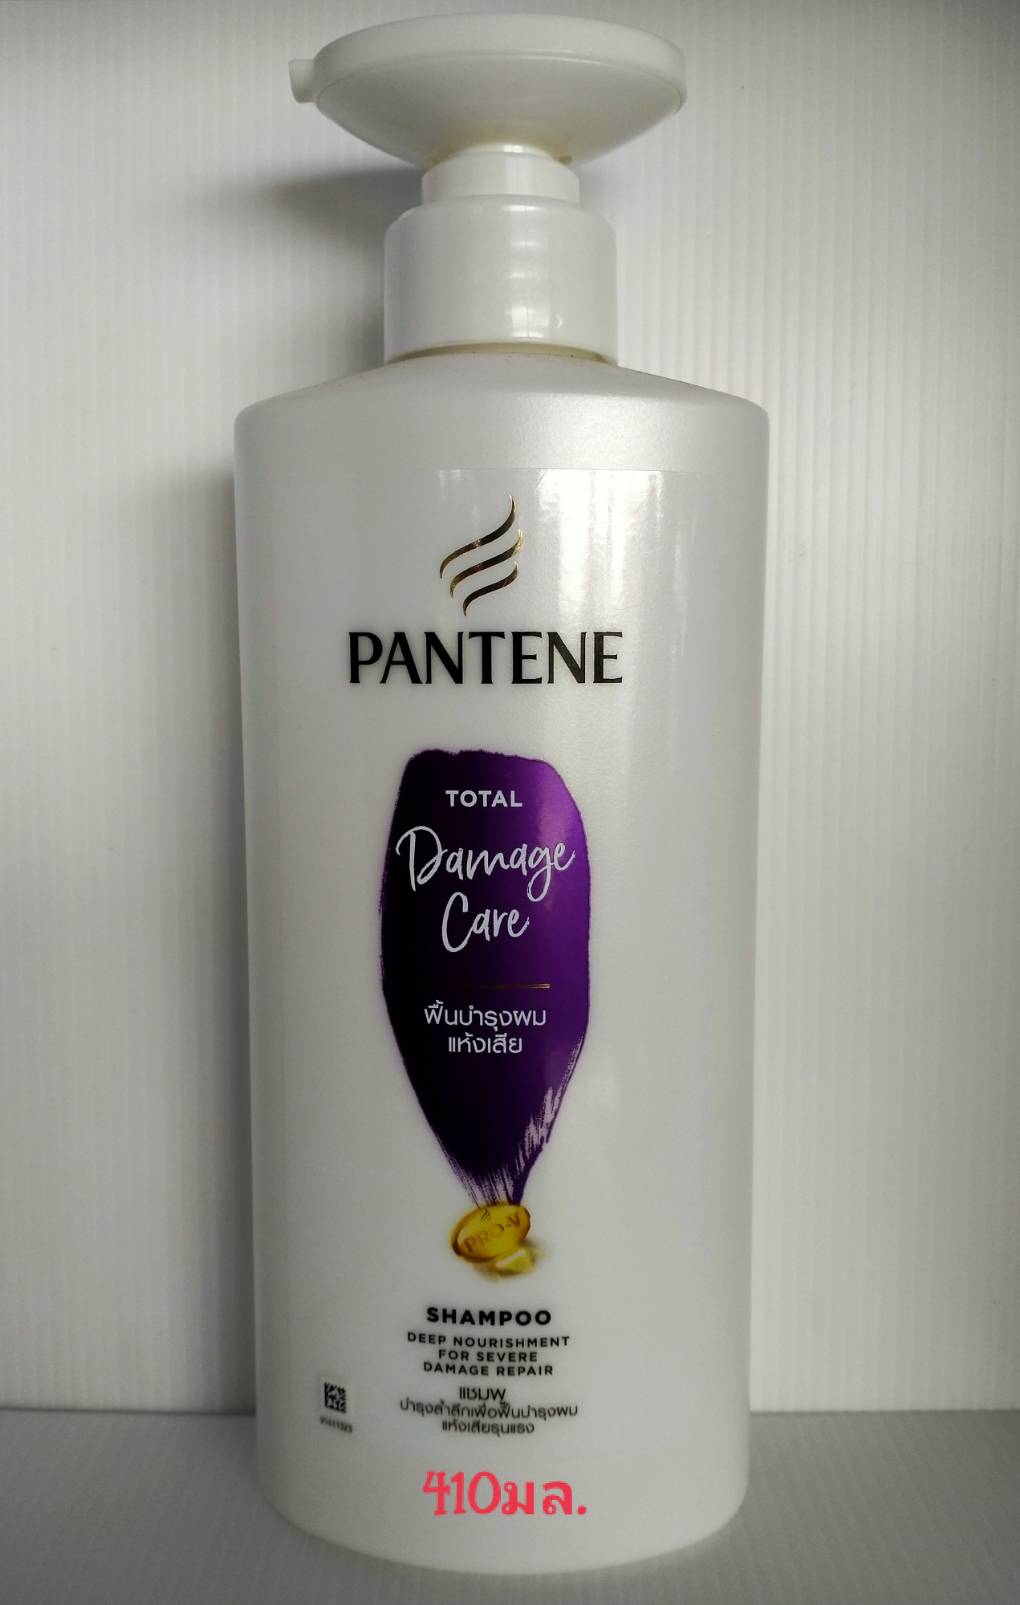 PANTENE
TOTAL
Damage
Care
ฟื้นบำรุงผม
แห้งเสีย
PRO-V
SHAMPOO
DEEP NOURISHMENT
FOR SEVERE
DAMAGE REPAIR
แชมพู
บำรุงล้ำลึกเพื่อฟื้นบำรุงผม
แห้งเสียรุนแรง
410มล.